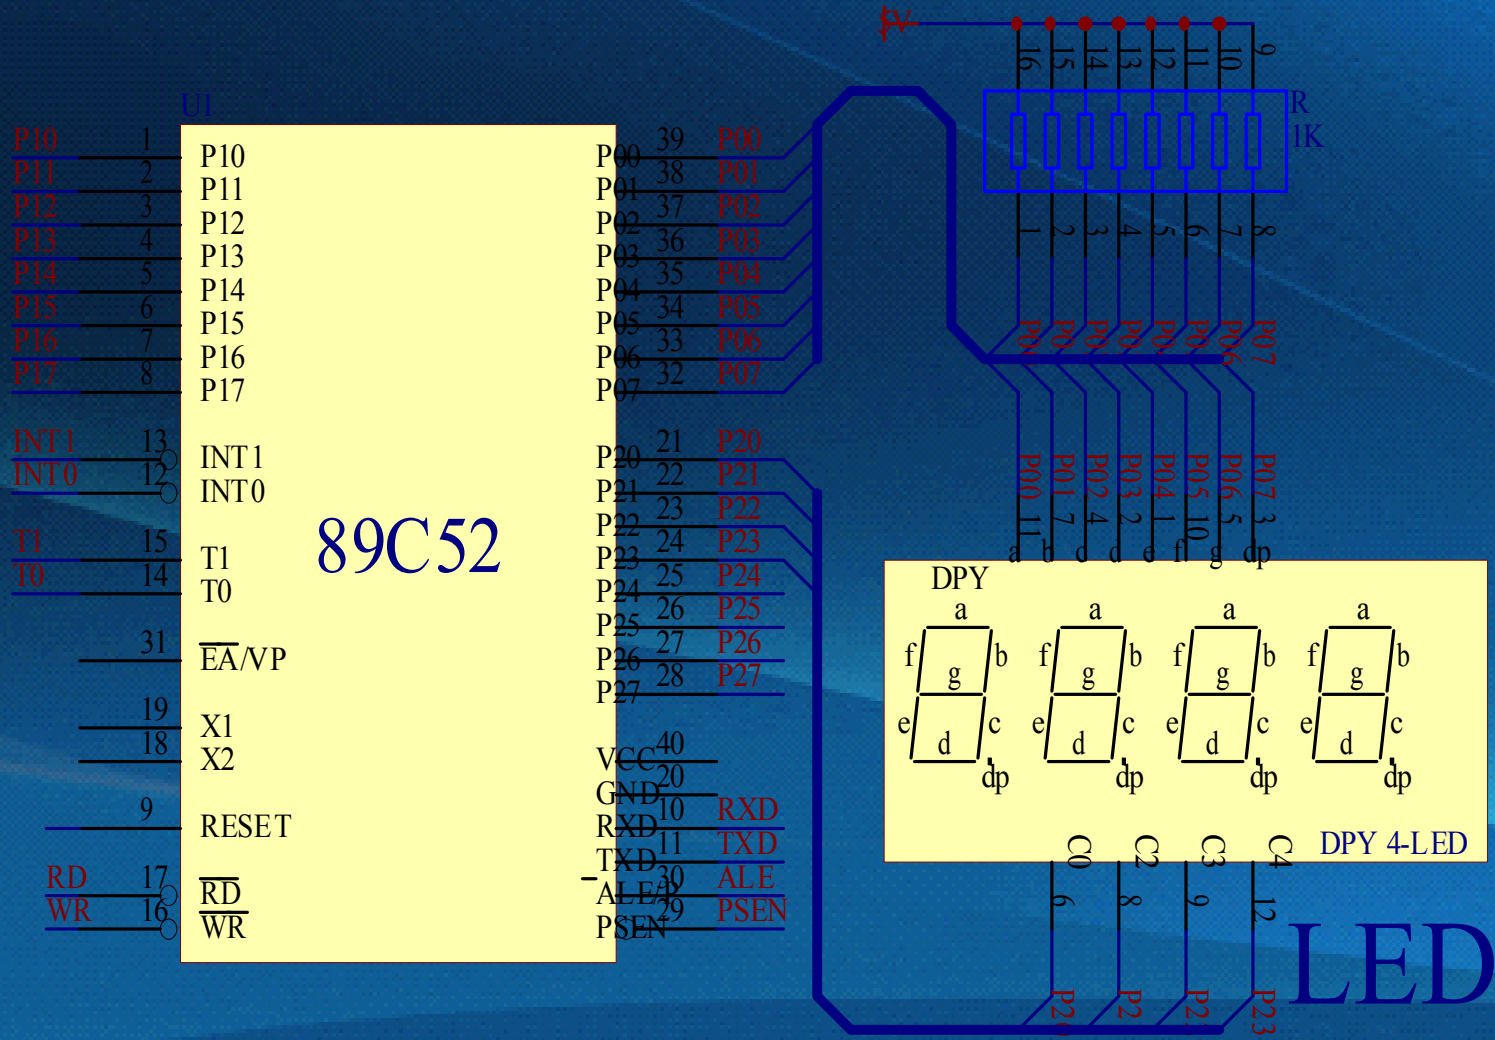 5V
16 15 14 13 12 11 10 9
R
1K
1 2 3 4 5 6 7 8
U1
P10 1 P10
P11 2 P11
P12 3 P12
P13 4 P13
P14 5 P14
P15 6 P15
P16 7 P16
P17 8 P17
INT1 13 INT1
INT0 12 INT0
T1 15 T1
T0 14 T0
31 EA/VP
19 X1
18 X2
9 RESET
RD 17 RD
WR 16 WR
89C52
P00 39 P00
P01 38 P01
P02 37 P02
P03 36 P03
P04 35 P04
P05 34 P05
P06 33 P06
P07 32 P07
P20 21 P20
P21 22 P21
P22 23 P22
P23 24 P23
P24 25 P24
P25 26 P25
P26 27 P26
P27 28 P27
VCC 40
GND 20
RXD 10 RXD
TXD 11 TXD
ALE/P 30 ALE
PSEN 29 PSEN
P06 P07
P00 P01 P02 P03 P04 P05 P06 P07
11 7 4 2 1 10 5 3
a b c d e f g dp
DPY
a a a a
f b f b f b f b
g g g g
e c e c e c e c
d d d d
dp dp dp dp
C0 C2 C3 C4
DPY 4-LED
6 8 9 12
P23
LED